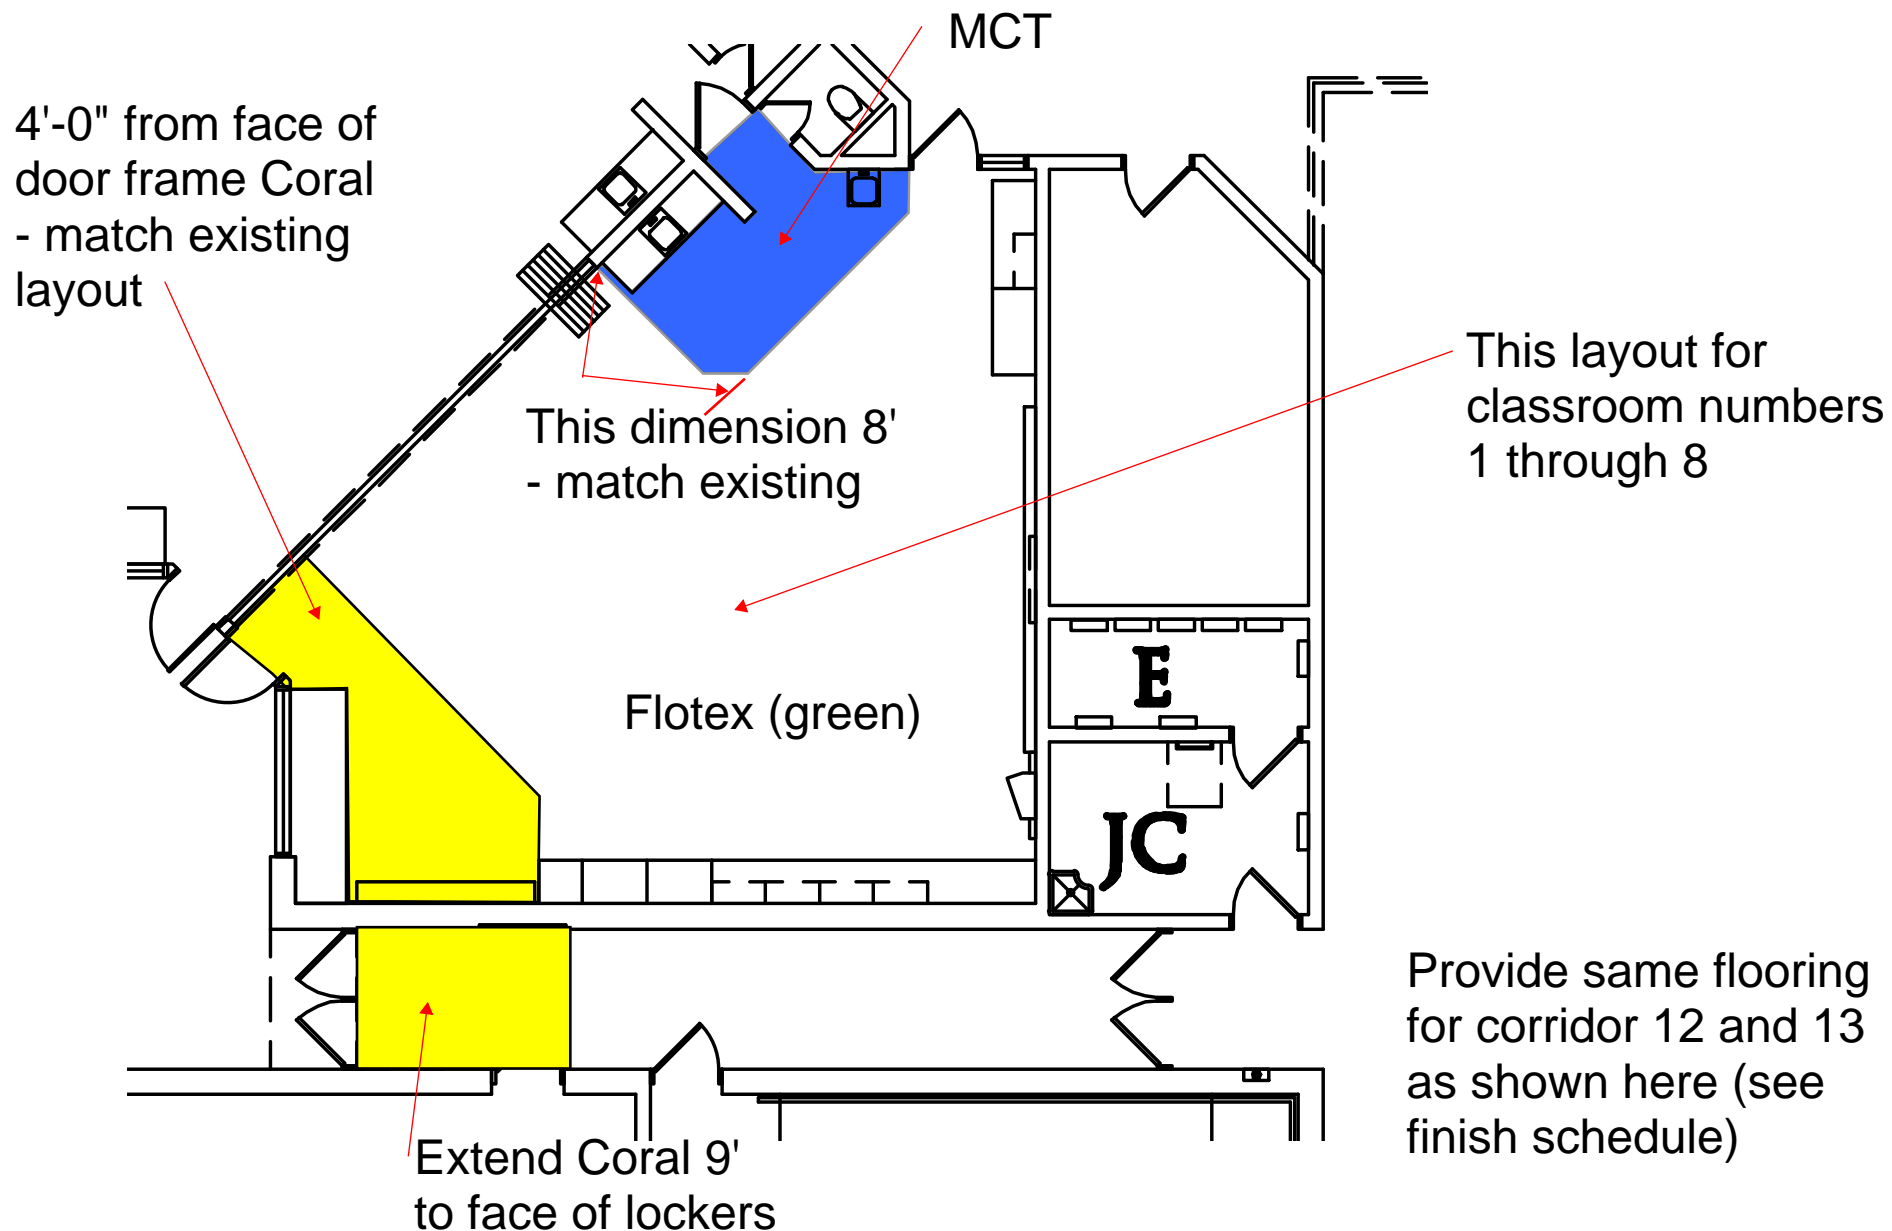 MCT
4'-0" from face of
door frame Coral
- match existing
layout
This layout for
classroom numbers
1 through 8
This dimension 8'
- match existing
E
Flotex (green)
JC
Provide same flooring
for corridor 12 and 13
as shown here (see
finish schedule)
Extend Coral 9'
to face of lockers